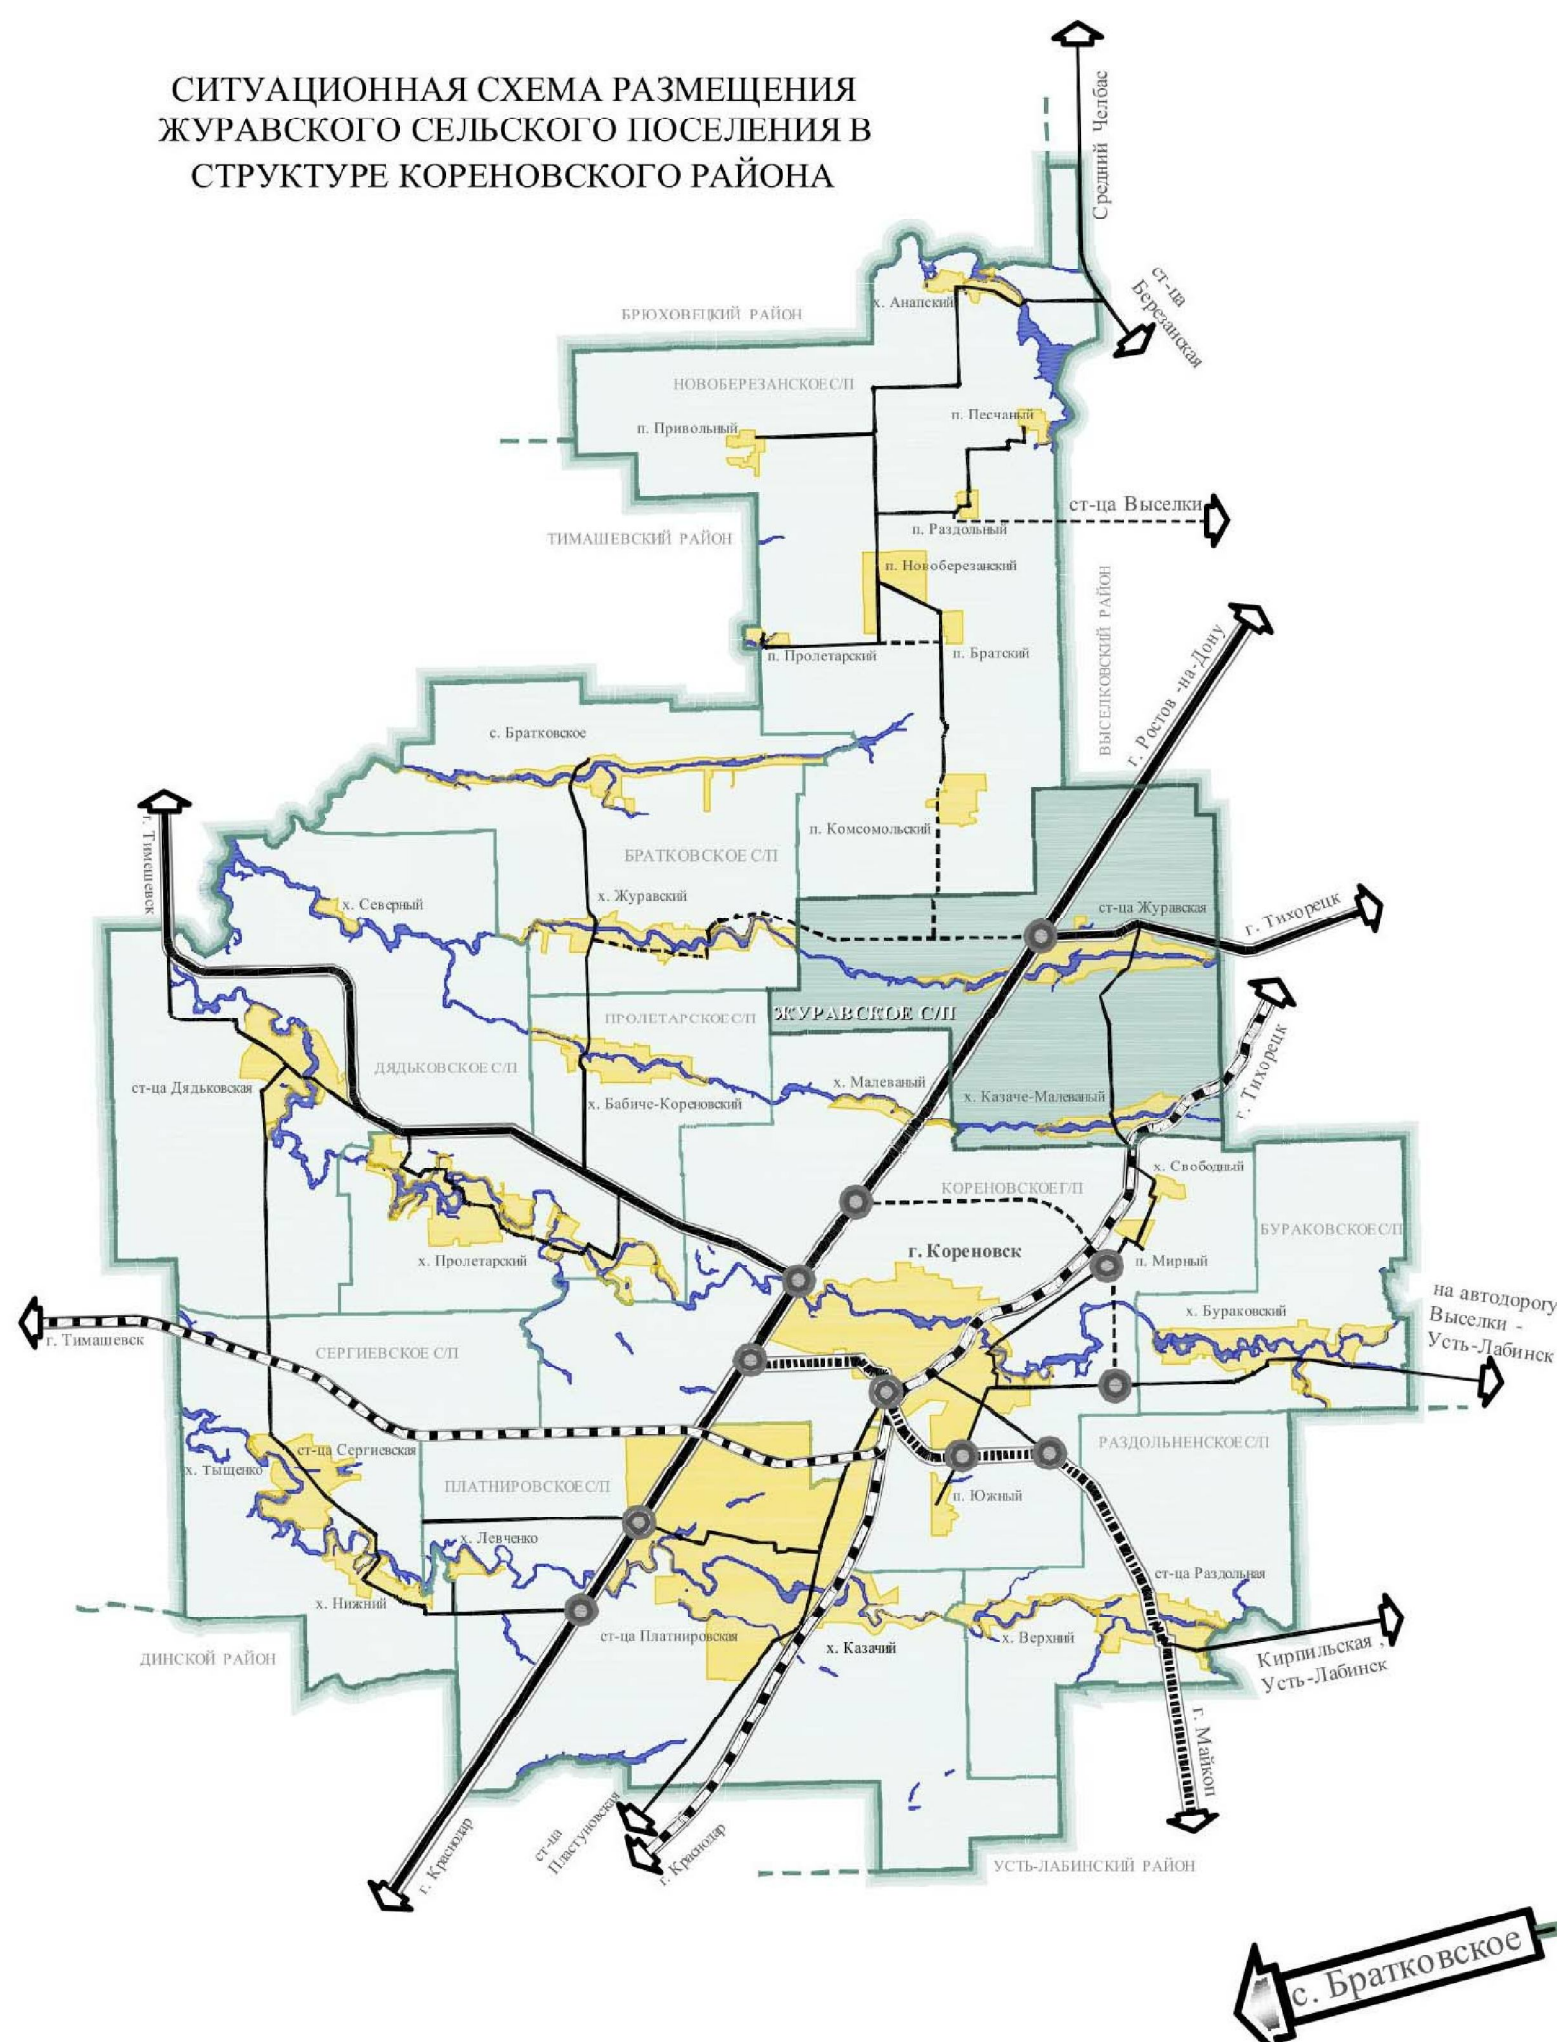 СИТУАЦИОННАЯ СХЕМА РАЗМЕЩЕНИЯ
ЖУРАВСКОГО СЕЛЬСКОГО ПОСЕЛЕНИЯ В
СТРУКТУРЕ КОРЕНОВСКОГО РАЙОНА
Средний Челбас
ст-ца
Березанская
х. Анапский
БРЮХОВЕЦКИЙ РАЙОН
НОВОБЕРЕЗАНСКОЕ С/П
п. Песчаный
п. Привольный
ст-ца Выселки
п. Раздольный
ТИМАШЕВСКИЙ РАЙОН
п. Новоберезанский
ВЫСЕЛКОВСКИЙ РАЙОН
г. Ростов -на-Дону
п. Пролетарский
п. Братский
с. Братковское
п. Комсомольский
г. Тимашевск
БРАТКОВСКОЕ С/П
х. Журавский
х. Северный
ст-ца Журавская
г. Тихорецк
ЖУРАВСКОЕ С/П
ПРОЛЕТАРСКОЕ С/П
г. Тихорецк
ДЯДЬКОВСКОЕ С/П
ст-ца Дядьковская
х. Малеваный
х. Казаче-Малеваный
х. Бабиче-Кореновский
х. Свободный
КОРЕНОВСКОЕ Г/П
БУРАКОВСКОЕ С/П
г. Кореновск
х. Пролетарский
п. Мирный
на автодорогу
Выселки -
Усть-Лабинск
х. Бураковский
г. Тимашевск
СЕРГИЕВСКОЕ С/П
ст-ца Сергиевская
РАЗДОЛЬНЕНСКОЕ С/П
х. Тыщенко
ПЛАТНИРОВСКОЕ С/П
п. Южный
х. Левченко
ст-ца Раздольная
х. Нижний
ст-ца Платнировская
х. Казачий
х. Верхний
Кирпильская ,
Усть-Лабинск
ДИНСКОЙ РАЙОН
г. Майкоп
г. Краснодар
ст-ца
Пластуновская
г. Краснодар
УСТЬ-ЛАБИНСКИЙ РАЙОН
с. Братковское